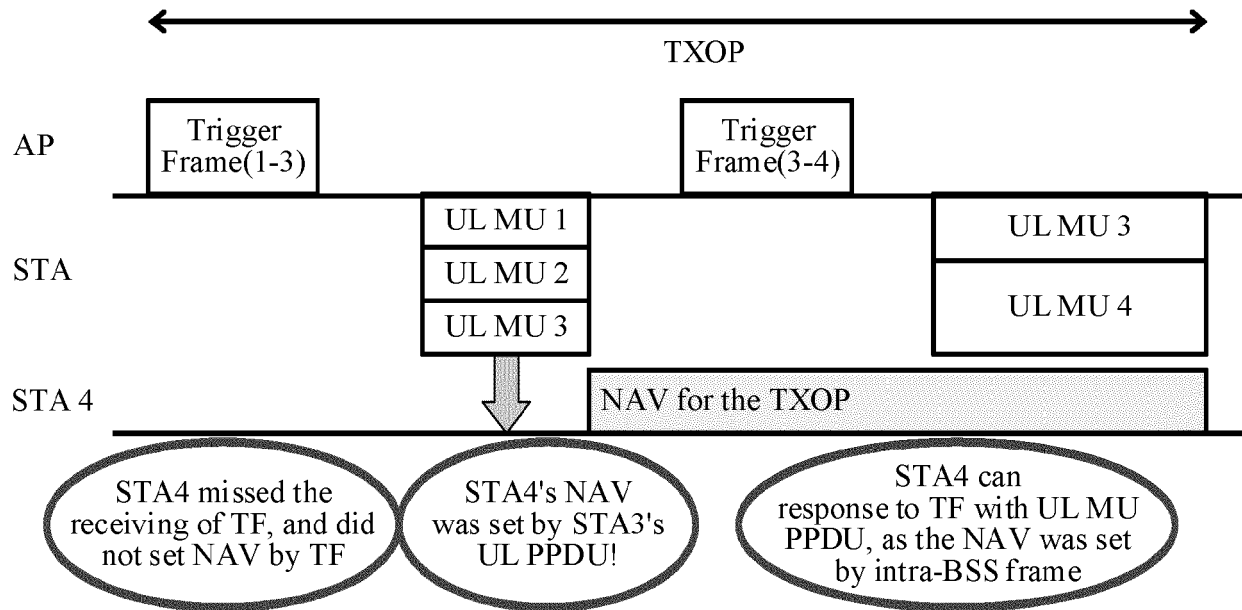 TXOP
AP
Trigger
Frame(1-3)
Trigger
Frame(3-4)
STA
UL MU 1
UL MU 2
UL MU 3
UL MU 3
UL MU 4
STA 4
NAV for the TXOP
STA4 missed the
receiving of TF, and did
not set NAV by TF
STA4's NAV
was set by STA3's
UL PPDU!
STA4 can
response to TF with UL MU
PPDU, as the NAV was set
by intra-BSS frame